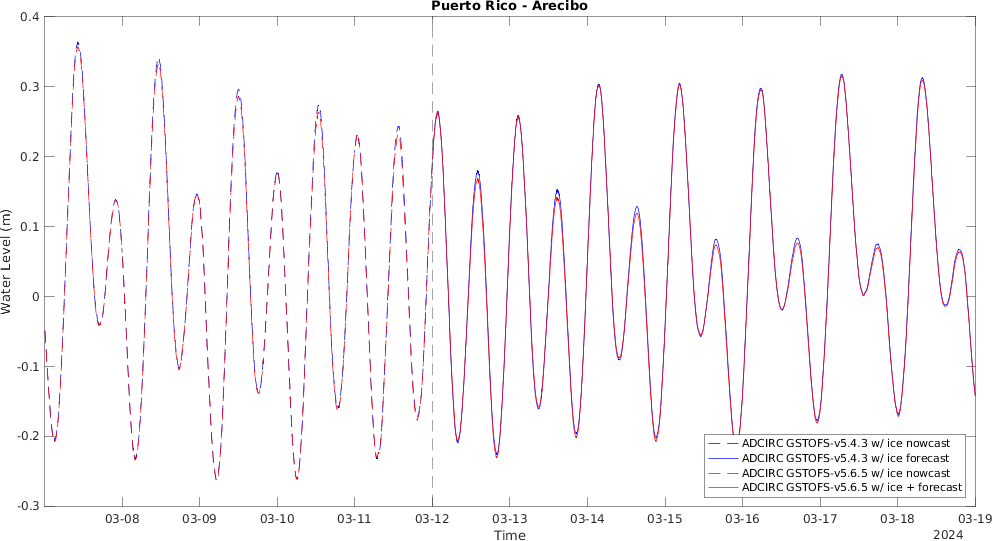 Puerto Rico - Arecibo
0.4
0.3
0.2
0.1
0
-0.1
-0.2
-0.3
Water Level (m)
ADCIRC GSTOFS-v5.4.3 w/ ice nowcast
ADCIRC GSTOFS-v5.4.3 w/ ice forecast
ADCIRC GSTOFS-v5.6.5 w/ ice nowcast
ADCIRC GSTOFS-v5.6.5 w/ ice + forecast
03-08 03-09 03-10 03-11 03-12 03-13 03-14 03-15 03-16 03-17 03-18 03-19
Time
2024